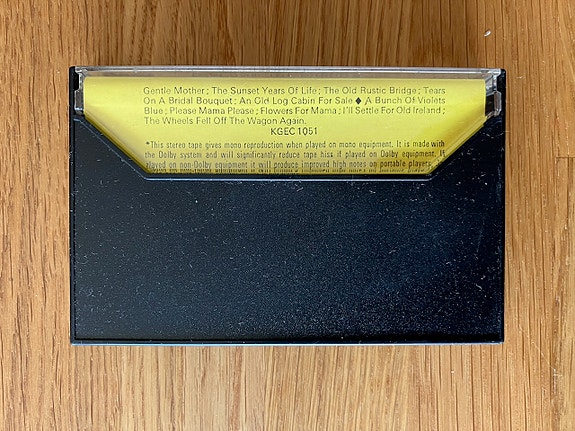 Gentle Mother; The Sunset Years Of Life; The Old Rustic Bridge; Tears
On A Bridal Bouquet; An Old Log Cabin For Sale ♦ A Bunch Of Violets
Blue; Please Mama Please; Flowers For Mama; I'll Settle For Old Ireland;
The Wheels Fell Off The Wagon Again.
KGEC 1051
*This stereo tape gives mono reproduction when played on mono equipment. It is made with
the Dolby system and will significantly reduce tape hiss if played on Dolby equipment. If
played on non-Dolby equipment it will produce improved high notes on portable players